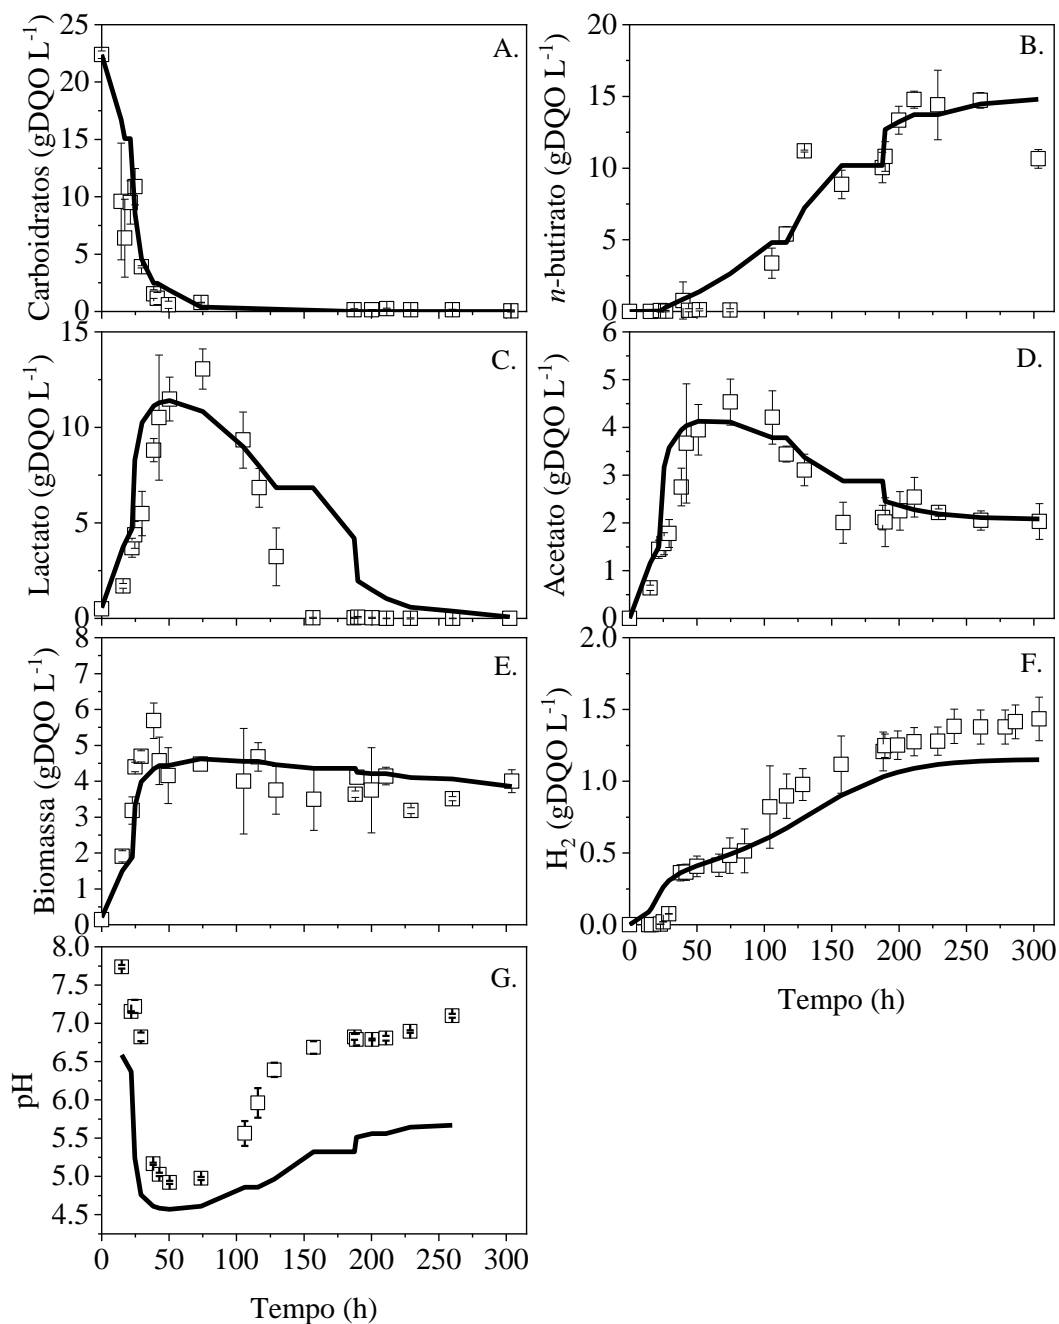 25
20
15
10
5
0
Carboidratos (gDQO L⁻¹)
A.
20
15
10
5
0
n-butirato (gDQO L⁻¹)
B.
15
10
5
0
Lactato (gDQO L⁻¹)
C.
6
5
4
3
2
1
0
Acetato (gDQO L⁻¹)
D.
8
7
6
5
4
3
2
1
0
Biomassa (gDQO L⁻¹)
E.
2.0
1.5
1.0
0.5
0.0
H₂ (gDQO L⁻¹)
F.
0 50 100 150 200 250 300
Tempo (h)
8.0
7.5
7.0
6.5
6.0
5.5
5.0
4.5
pH
G.
0 50 100 150 200 250 300
Tempo (h)